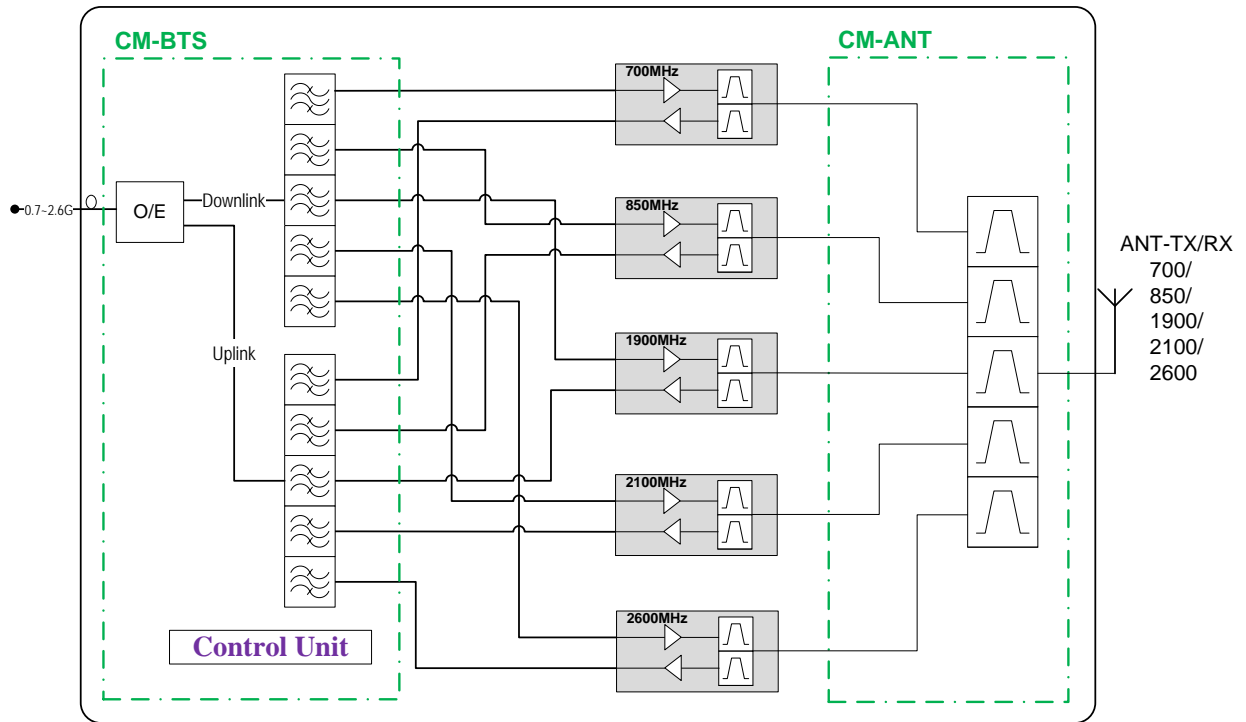 CM-BTS
CM-ANT
700MHz
850MHz
0.7~2.6G
O/E
Downlink
ANT-TX/RX
700/
850/
1900/
2100/
2600
1900MHz
Uplink
2100MHz
2600MHz
Control Unit